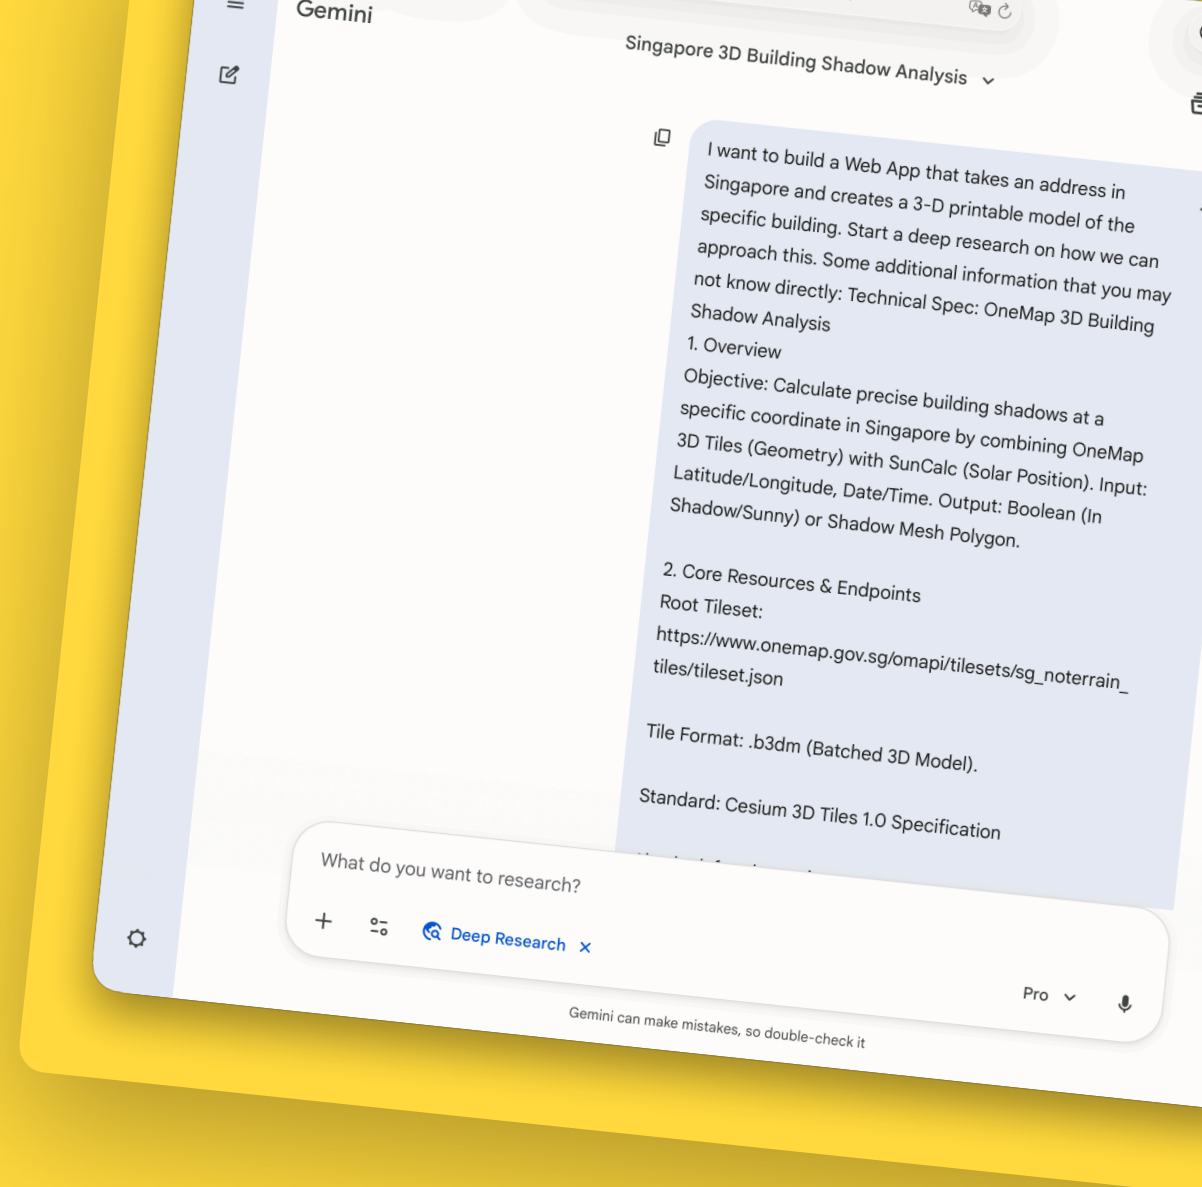 Gemini
Singapore 3D Building Shadow Analysis
I want to build a Web App that takes an address in
Singapore and creates a 3-D printable model of the
specific building. Start a deep research on how we can
approach this. Some additional information that you may
not know directly: Technical Spec: OneMap 3D Building
Shadow Analysis
1. Overview
Objective: Calculate precise building shadows at a
specific coordinate in Singapore by combining OneMap
3D Tiles (Geometry) with SunCalc (Solar Position). Input:
Latitude/Longitude, Date/Time. Output: Boolean (In
Shadow/Sunny) or Shadow Mesh Polygon.
2. Core Resources & Endpoints
Root Tileset:
https://www.onemap.gov.sg/omapi/tilesets/sg_noterrain_
tiles/tileset.json
Tile Format: .b3dm (Batched 3D Model).
Standard: Cesium 3D Tiles 1.0 Specification
What do you want to research?
Deep Research
Pro
Gemini can make mistakes, so double-check it